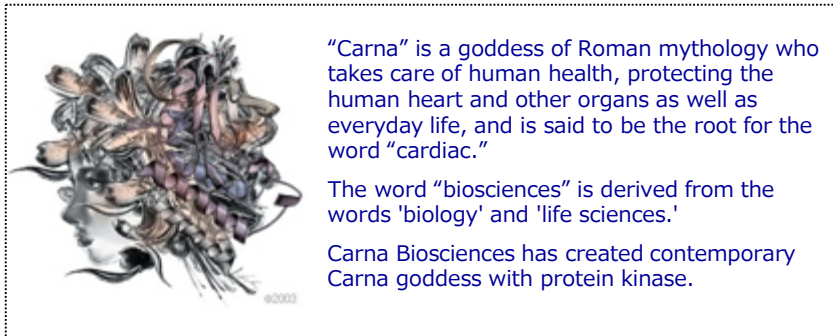 “Carna” is a goddess of Roman mythology who
takes care of human health, protecting the
human heart and other organs as well as
everyday life, and is said to be the root for the
word “cardiac.”
The word “biosciences” is derived from the
words 'biology' and 'life sciences.'
Carna Biosciences has created contemporary
Carna goddess with protein kinase.
©2003